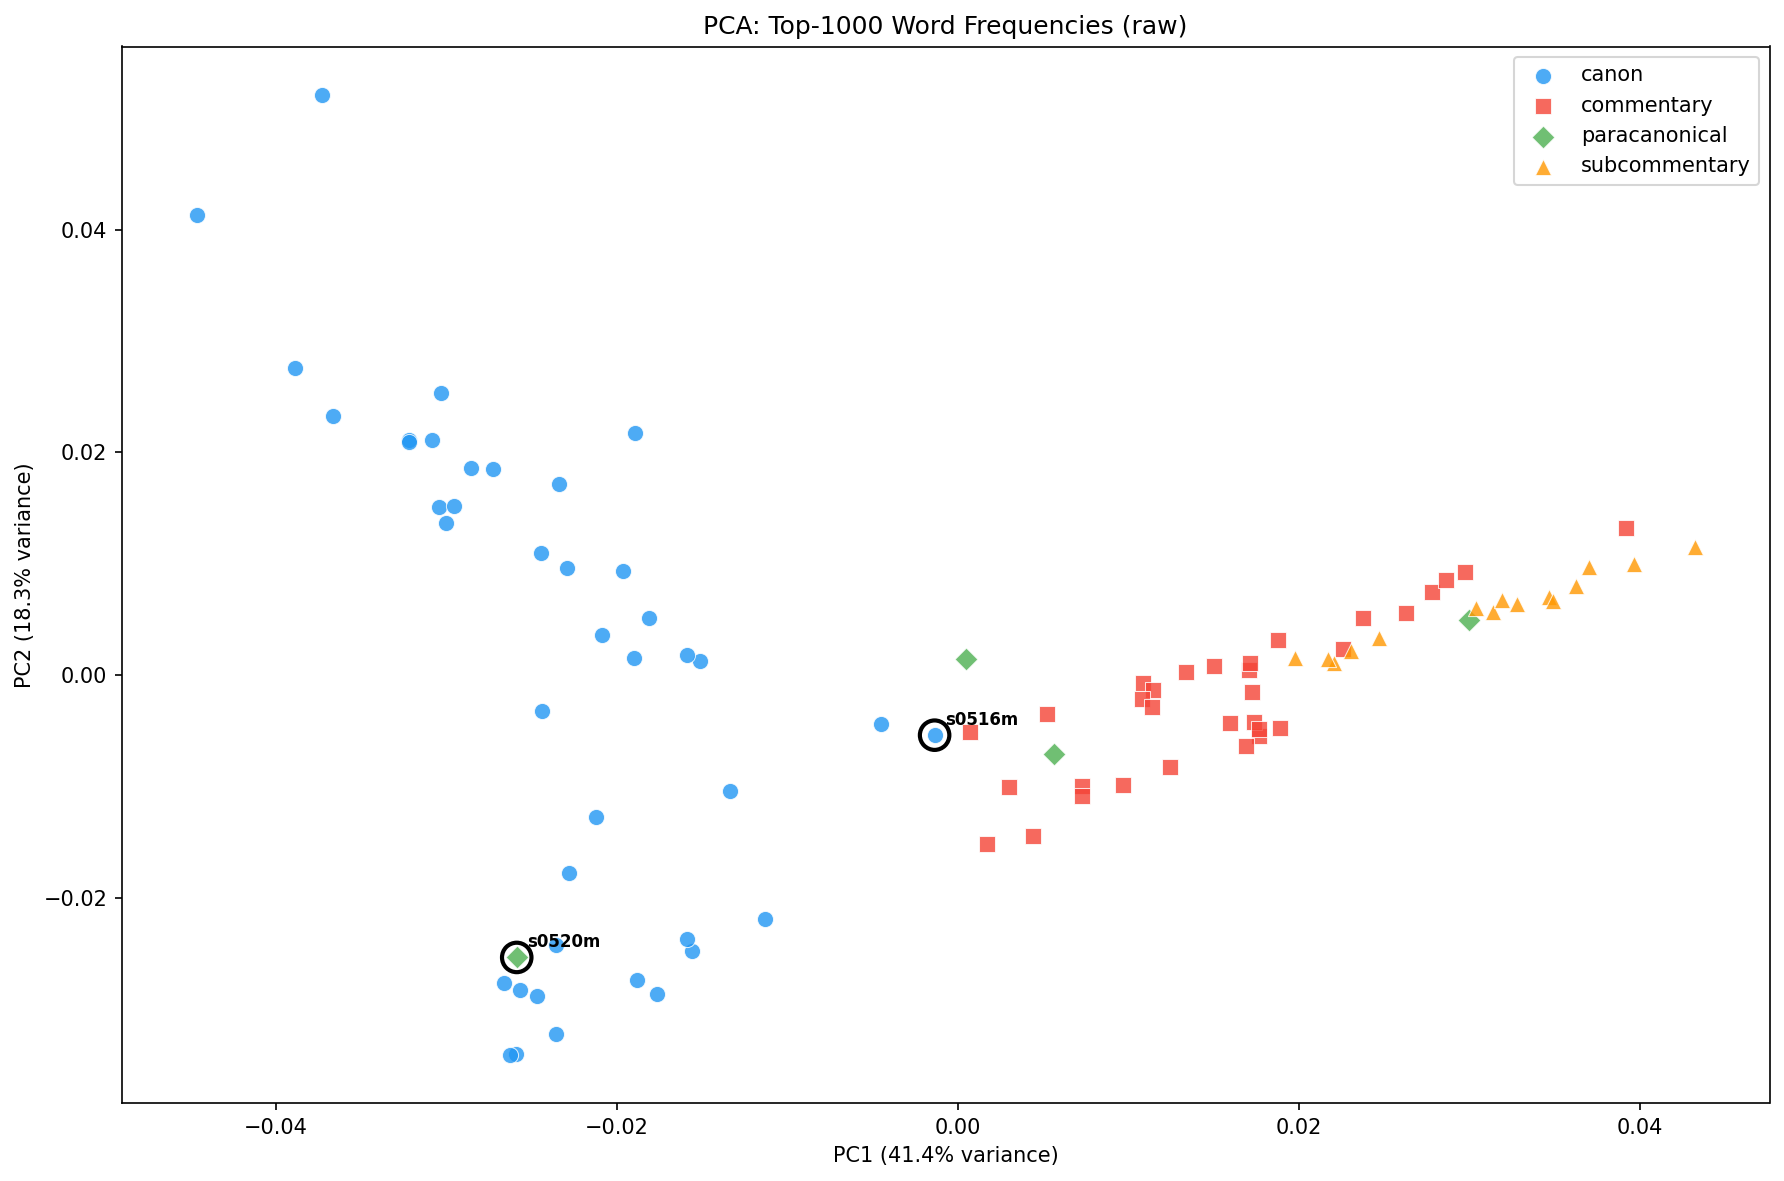 PCA: Top-1000 Word Frequencies (raw)
canon
commentary
paracanonical
subcommentary
PC2 (18.3% variance)
0.04
0.02
0.00
−0.02
s0516m
s0520m
−0.04
−0.02
0.00
0.02
0.04
PC1 (41.4% variance)